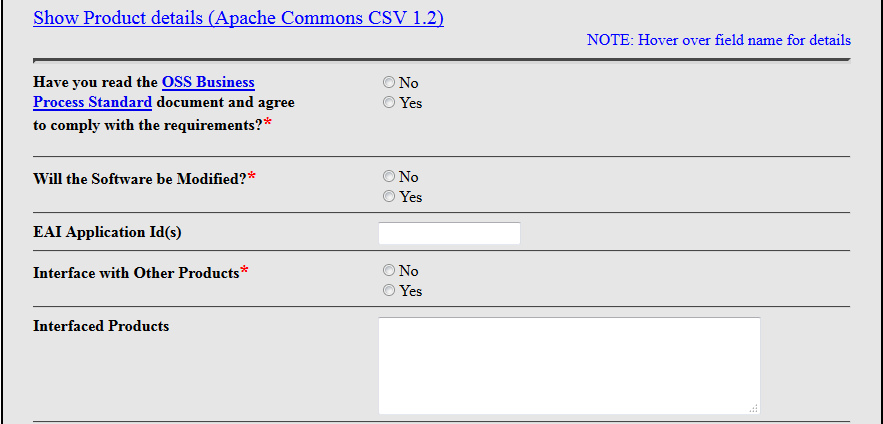 Show Product details (Apache Commons CSV 1.2)
NOTE: Hover over field name for details
Have you read the OSS Business
Process Standard document and agree
to comply with the requirements?*
No
Yes
Will the Software be Modified?*
No
Yes
EAI Application Id(s)
Interface with Other Products*
No
Yes
Interfaced Products